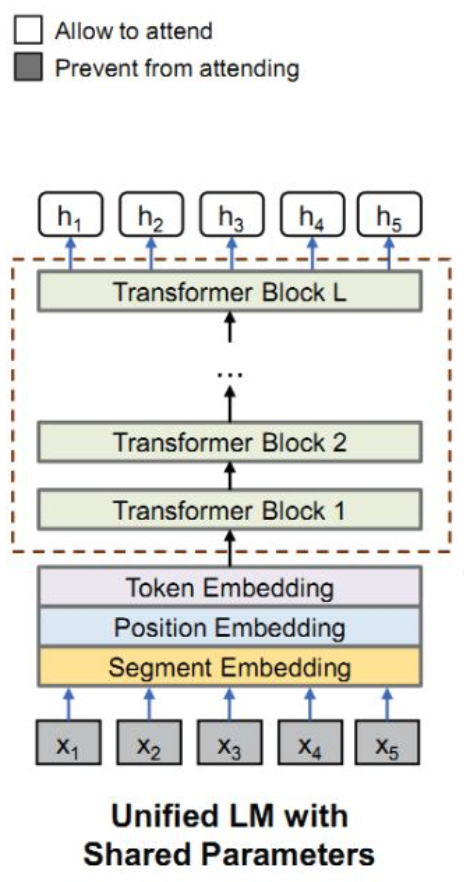 Allow to attend
Prevent from attending
h₁ h₂ h₃ h₄ h₅
Transformer Block L
...
Transformer Block 2
Transformer Block 1
Token Embedding
Position Embedding
Segment Embedding
x₁ x₂ x₃ x₄ x₅
Unified LM with
Shared Parameters